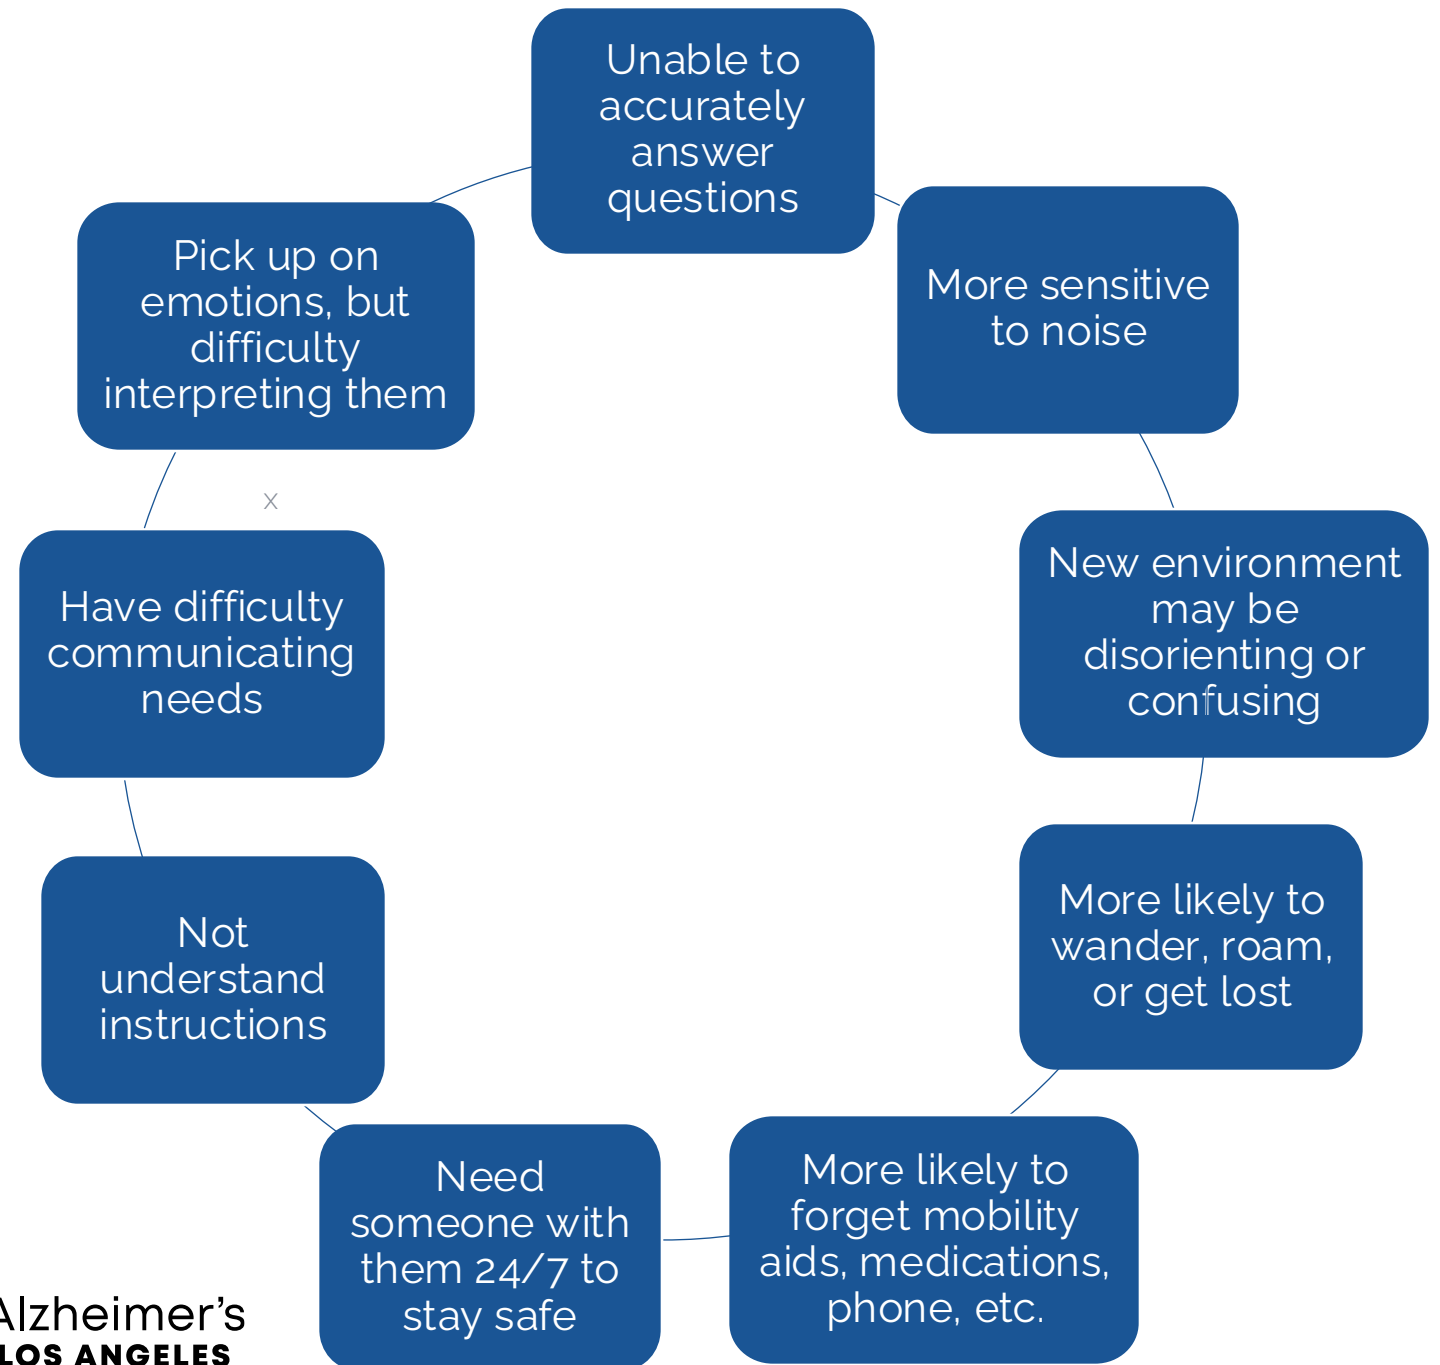 Unable to
accurately
answer
questions
More sensitive
to noise
New environment
may be
disorienting or
confusing
More likely to
wander, roam,
or get lost
More likely to
forget mobility
aids, medications,
phone, etc.
Need
someone with
them 24/7 to
stay safe
Not
understand
instructions
Have difficulty
communicating
needs
Pick up on
emotions, but
difficulty
interpreting them
x
Alzheimer's
LOS ANGELES